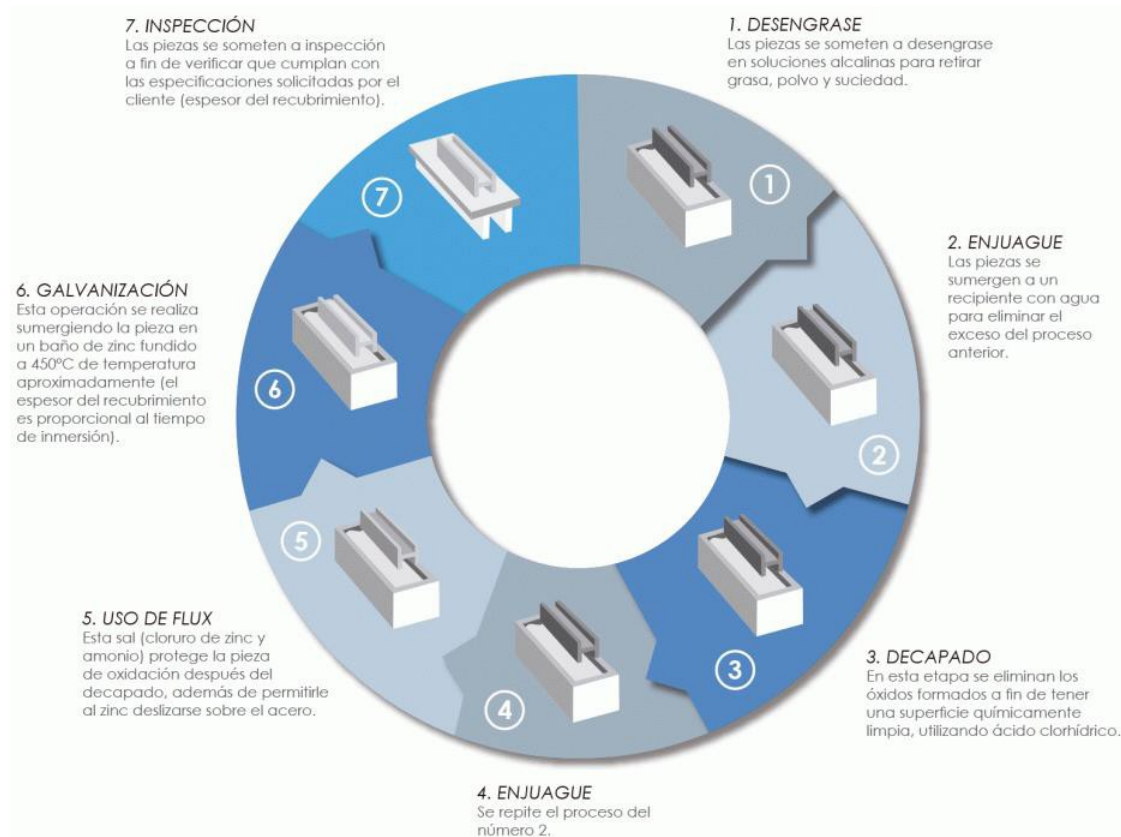 1. DESENGRASE
Las piezas se someten a desengrase
en soluciones alcalinas para retirar
grasa, polvo y suciedad.
2. ENJUAGUE
Las piezas se
sumergen a un
recipiente con agua
para eliminar el
exceso del proceso
anterior.
3. DECAPADO
En esta etapa se eliminan los
óxidos formados a fin de tener
una superficie químicamente
limpia, utilizando ácido clorhídrico.
4. ENJUAGUE
Se repite el proceso del
número 2.
5. USO DE FLUX
Esta sal (cloruro de zinc y
amonio) protege la pieza
de oxidación después del
decapado, además de permitirle
al zinc deslizarse sobre el acero.
6. GALVANIZACIÓN
Esta operación se realiza
sumergiendo la pieza en
un baño de zinc fundido
a 450°C de temperatura
aproximadamente (el
espesor del recubrimiento
es proporcional al tiempo
de inmersión).
7. INSPECCIÓN
Las piezas se someten a inspección
a fin de verificar que cumplan con
las especificaciones solicitadas por el
cliente (espesor del recubrimiento).
1
2
3
4
5
6
7